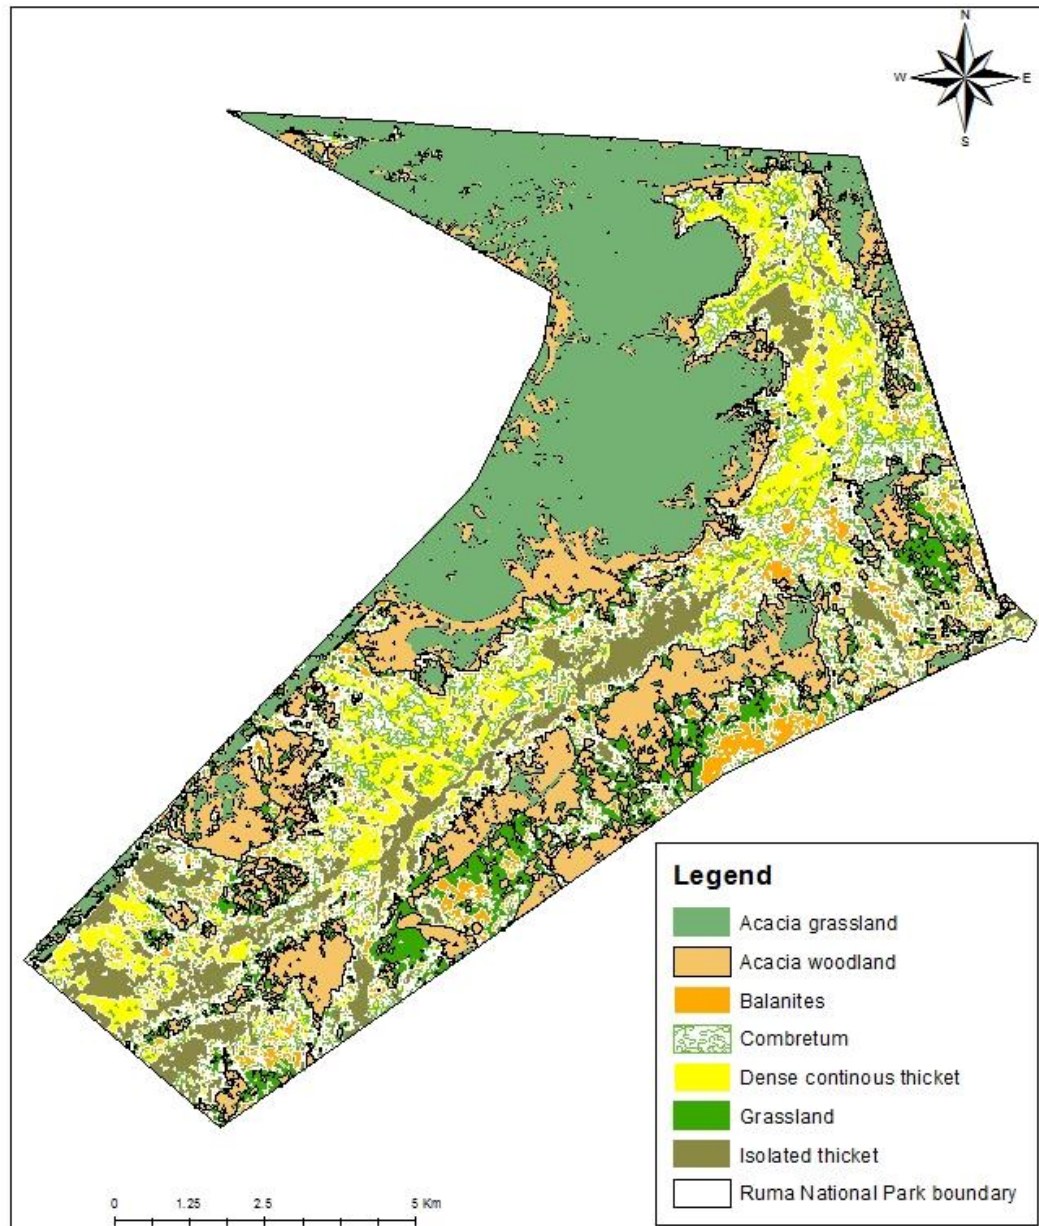 N
W E
S
Legend
Acacia grassland
Acacia woodland
Balanites
Combretum
Dense continous thicket
Grassland
Isolated thicket
Ruma National Park boundary
0 1.25 2.5 5 Km